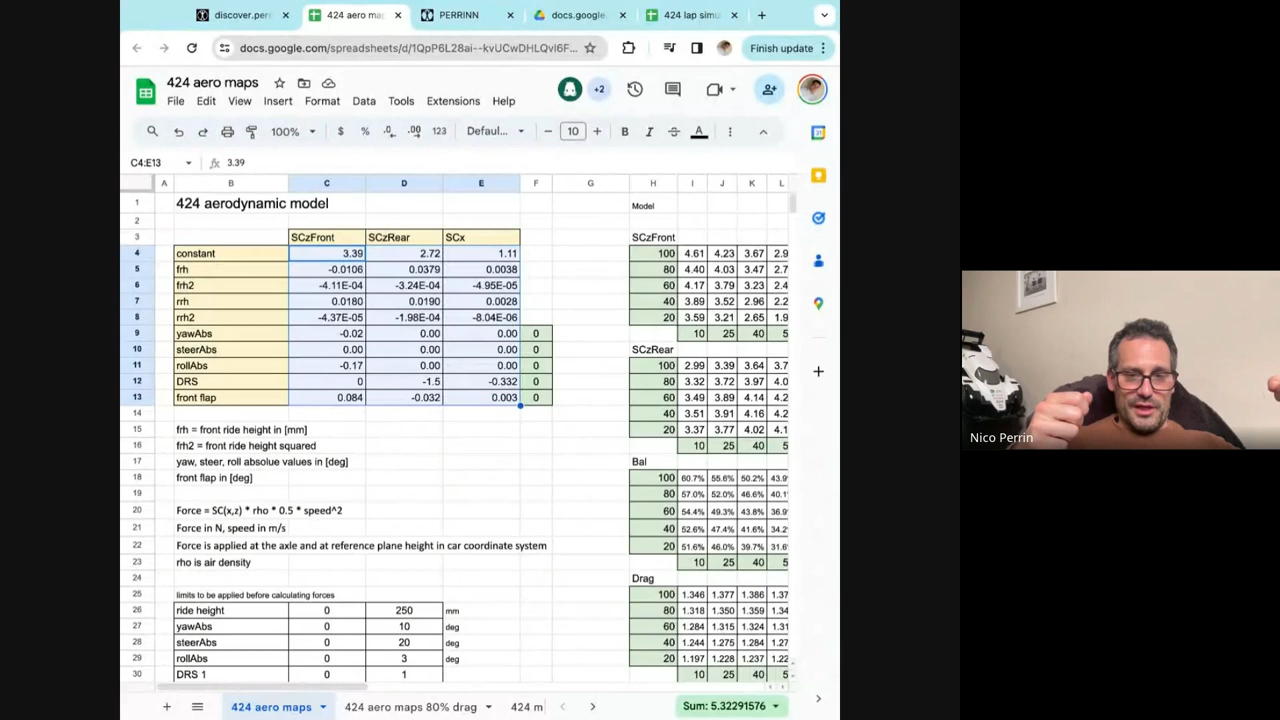 discover.perr
424 aero map
PERRINN
docs.google.
424 lap simu
docs.google.com/spreadsheets/d/1QpP6L28ai--kvUCwDHLQvI6F...
Finish update
424 aero maps
+2
File Edit View Insert Format Data Tools Extensions Help
100% $ % .0 .00 123 Defaul... − 10 + B I A
C4:E13 fx 3.39
A B C D E F G H I J K L
1 424 aerodynamic model Model
2
3 SCzFront SCzRear SCx SCzFront
4 constant 3.39 2.72 1.11 100 4.61 4.23 3.67 2.9
5 frh -0.0106 0.0379 0.0038 80 4.40 4.03 3.47 2.7
6 frh2 -4.11E-04 -3.24E-04 -4.95E-05 60 4.17 3.79 3.23 2.4
7 rrh 0.0180 0.0190 0.0028 40 3.89 3.52 2.96 2.2
8 rrh2 -4.37E-05 -1.98E-04 -8.04E-06 20 3.59 3.21 2.65 1.9
9 yawAbs -0.02 0.00 0.00 0 10 25 40 5
10 steerAbs 0.00 0.00 0.00 0 SCzRear
11 rollAbs -0.17 0.00 0.00 0 100 2.99 3.39 3.64 3.7
12 DRS 0 -1.5 -0.332 0 80 3.32 3.72 3.97 4.0
13 front flap 0.084 -0.032 0.003 0 60 3.49 3.89 4.14 4.2
14 40 3.51 3.91 4.16 4.2
15 frh = front ride height in [mm] 20 3.37 3.77 4.02 4.1
16 frh2 = front ride height squared 10 25 40 5
17 yaw, steer, roll absolue values in [deg] Bal
18 front flap in [deg] 100 60.7% 55.6% 50.2% 43.9
19 80 57.0% 52.0% 46.6% 40.1
20 Force = SC(x,z) * rho * 0.5 * speed^2 60 54.4% 49.3% 43.8% 36.9
21 Force in N, speed in m/s 40 52.6% 47.4% 41.6% 34.2
22 Force is applied at the axle and at reference plane height in car coordinate system 20 51.6% 46.0% 39.7% 31.6
23 rho is air density 10 25 40 5
24 Drag
25 limits to be applied before calculating forces 100 1.346 1.377 1.386 1.37
26 ride height 0 250 mm 80 1.318 1.350 1.359 1.34
27 yawAbs 0 10 deg 60 1.284 1.315 1.324 1.31
28 steerAbs 0 20 deg 40 1.244 1.275 1.284 1.27
29 rollAbs 0 3 deg 20 1.197 1.228 1.237 1.22
30 DRS 1 0 1 10 25 40 5
424 aero maps 424 aero maps 80% drag 424 m Sum: 5.32291576
Nico Perrin